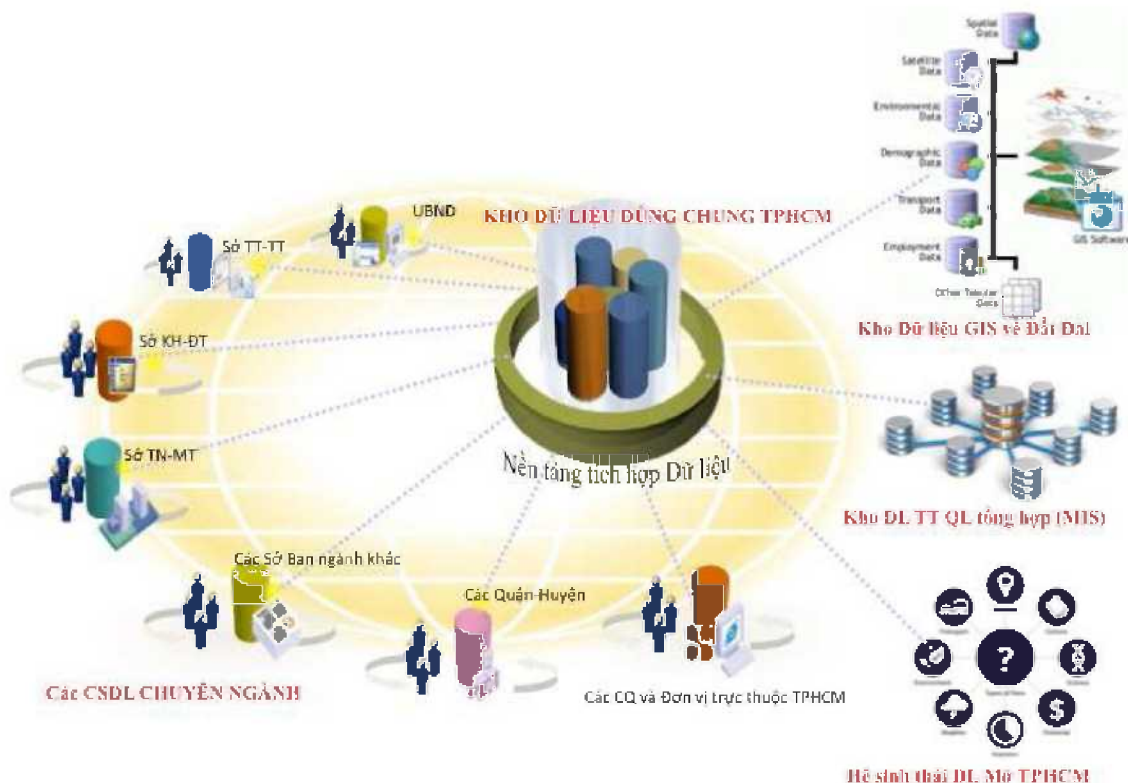 Spatial
Data
Satellite
Data
Environmental
Data
Demographic
Data
Transport
Data
Employment
Data
Other Tabular
Data
GIS Software
Kho Dữ liệu GIS về Đất Đai
UBND
KHO DỮ LIỆU DÙNG CHUNG TPHCM
Sở TT-TT
Sở KH-ĐT
Sở TN-MT
Nền tảng tích hợp Dữ liệu
Kho DL TT QL tổng hợp (MIS)
Các Sở Ban ngành khác
Các Quận-Huyện
Các CQ và Đơn vị trực thuộc TPHCM
Các CSDL CHUYÊN NGÀNH
?
$
Hệ sinh thái DL Mở TPHCM